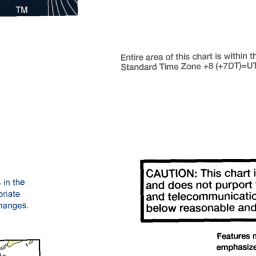 TM
Entire area of this chart is within th
Standard Time Zone +8 (+7DT)=UT
in the
priate
hanges.
CAUTION: This chart i
and does not purport
and telecommunicatio
below reasonable and
Features
emphasize